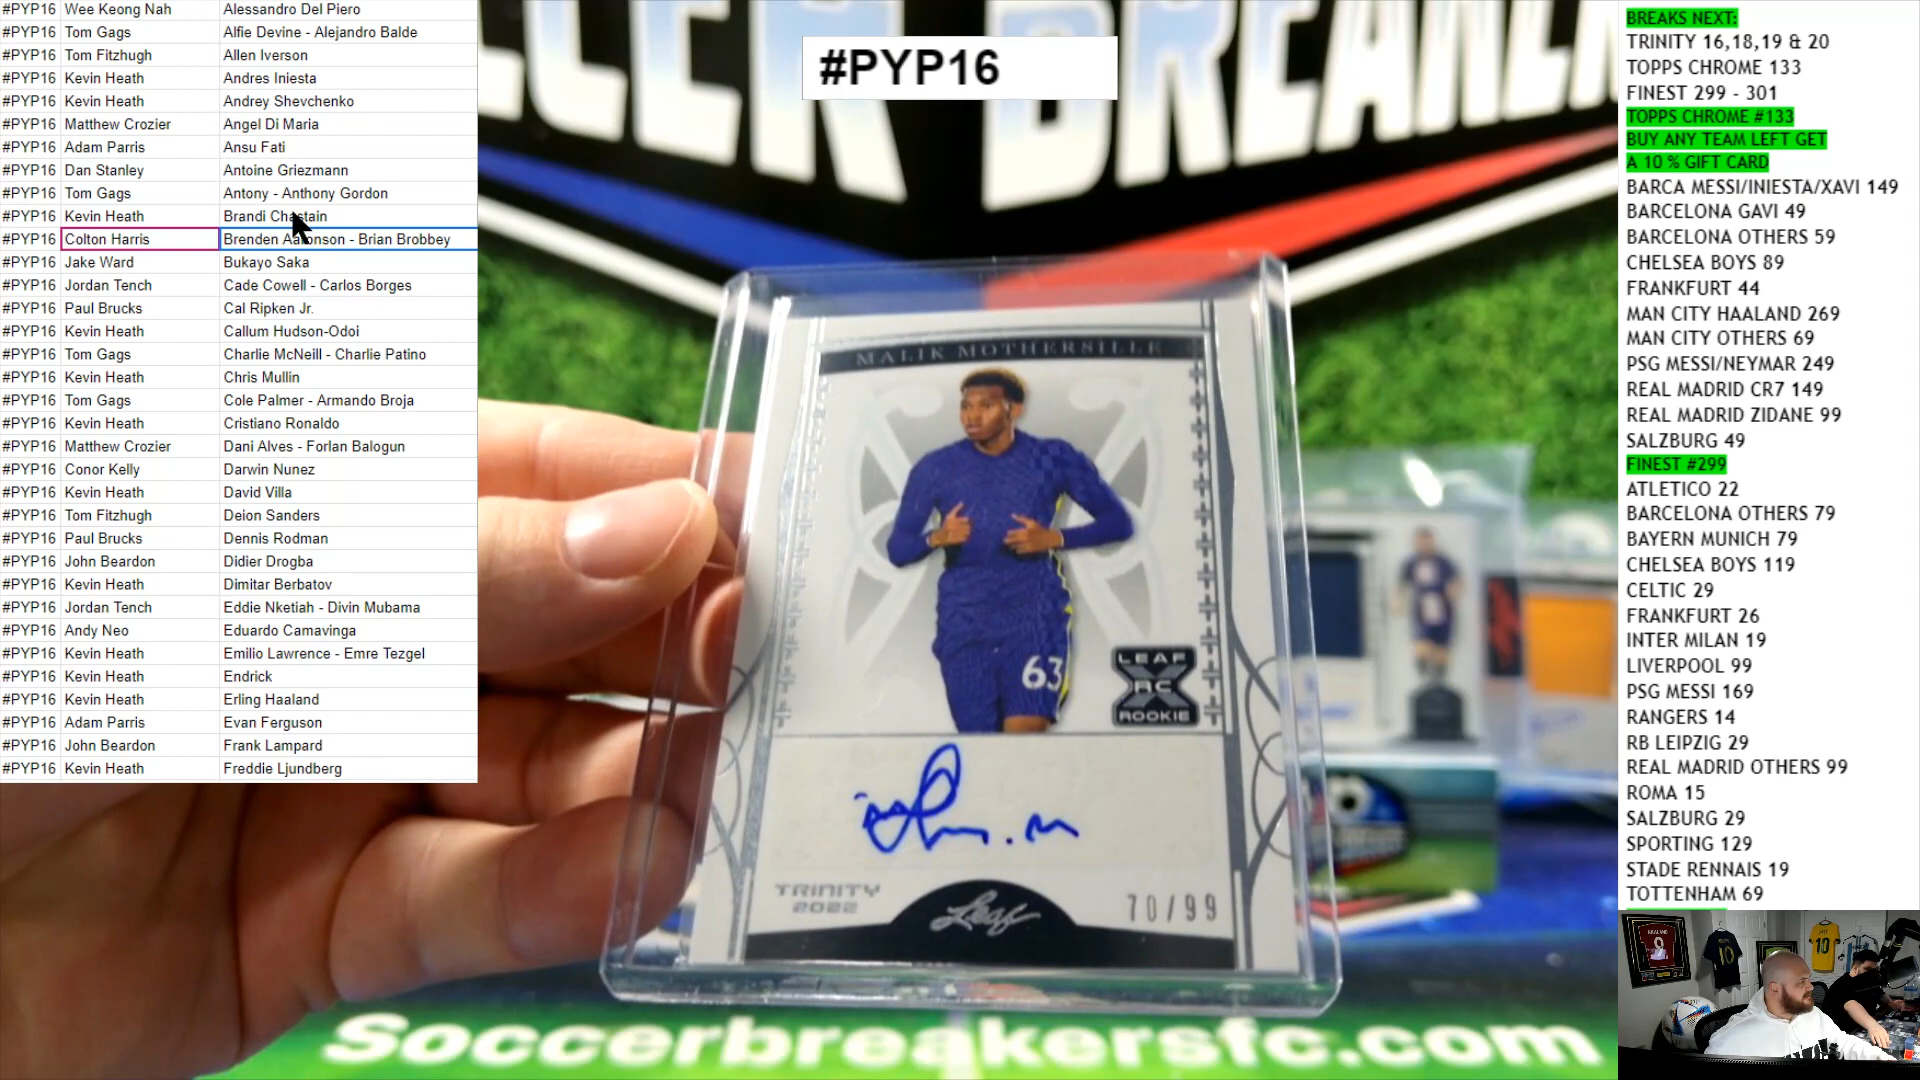 #PYP16 Wee Keong Nah Alessandro Del Piero
#PYP16 Tom Gags Alfie Devine - Alejandro Balde
#PYP16 Tom Fitzhugh Allen Iverson
#PYP16 Kevin Heath Andres Iniesta
#PYP16 Kevin Heath Andrey Shevchenko
#PYP16 Matthew Crozier Angel Di Maria
#PYP16 Adam Parris Ansu Fati
#PYP16 Dan Stanley Antoine Griezmann
#PYP16 Tom Gags Antony - Anthony Gordon
#PYP16 Kevin Heath Brandi Chastain
#PYP16 Colton Harris Brenden Aaronson - Brian Brobbey
#PYP16 Jake Ward Bukayo Saka
#PYP16 Jordan Tench Cade Cowell - Carlos Borges
#PYP16 Paul Brucks Cal Ripken Jr.
#PYP16 Kevin Heath Callum Hudson-Odoi
#PYP16 Tom Gags Charlie McNeill - Charlie Patino
#PYP16 Kevin Heath Chris Mullin
#PYP16 Tom Gags Cole Palmer - Armando Broja
#PYP16 Kevin Heath Cristiano Ronaldo
#PYP16 Matthew Crozier Dani Alves - Forlan Balogun
#PYP16 Conor Kelly Darwin Nunez
#PYP16 Kevin Heath David Villa
#PYP16 Tom Fitzhugh Deion Sanders
#PYP16 Paul Brucks Dennis Rodman
#PYP16 John Beardon Didier Drogba
#PYP16 Kevin Heath Dimitar Berbatov
#PYP16 Jordan Tench Eddie Nketiah - Divin Mubama
#PYP16 Andy Neo Eduardo Camavinga
#PYP16 Kevin Heath Emilio Lawrence - Emre Tezgel
#PYP16 Kevin Heath Endrick
#PYP16 Kevin Heath Erling Haaland
#PYP16 Adam Parris Evan Ferguson
#PYP16 John Beardon Frank Lampard
#PYP16 Kevin Heath Freddie Ljundberg
#PYP16
BREAKER
MALIK MOTHERSILLE
63
LEAF
X
RC
ROOKIE
TRINITY
2022
Leaf
70/99
Soccerbreakersfc.com
BREAKS NEXT:
TRINITY 16,18,19 & 20
TOPPS CHROME 133
FINEST 299 - 301
TOPPS CHROME #133
BUY ANY TEAM LEFT GET
A 10 % GIFT CARD
BARCA MESSI/INIESTA/XAVI 149
BARCELONA GAVI 49
BARCELONA OTHERS 59
CHELSEA BOYS 89
FRANKFURT 44
MAN CITY HAALAND 269
MAN CITY OTHERS 69
PSG MESSI/NEYMAR 249
REAL MADRID CR7 149
REAL MADRID ZIDANE 99
SALZBURG 49
FINEST #299
ATLETICO 22
BARCELONA OTHERS 79
BAYERN MUNICH 79
CHELSEA BOYS 119
CELTIC 29
FRANKFURT 26
INTER MILAN 19
LIVERPOOL 99
PSG MESSI 169
RANGERS 14
RB LEIPZIG 29
REAL MADRID OTHERS 99
ROMA 15
SALZBURG 29
SPORTING 129
STADE RENNAIS 19
TOTTENHAM 69
HAALAND
9
10
10